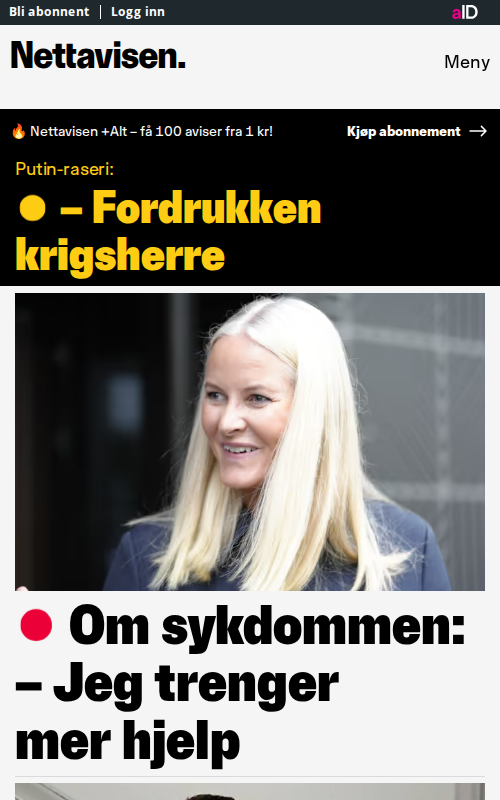 Bli abonnent | Logg inn
aID
Nettavisen.
Meny
🔥 Nettavisen +Alt – få 100 aviser fra 1 kr!
Kjøp abonnement →
Putin-raseri:
– Fordrukken
krigsherre
Om sykdommen:
– Jeg trenger
mer hjelp